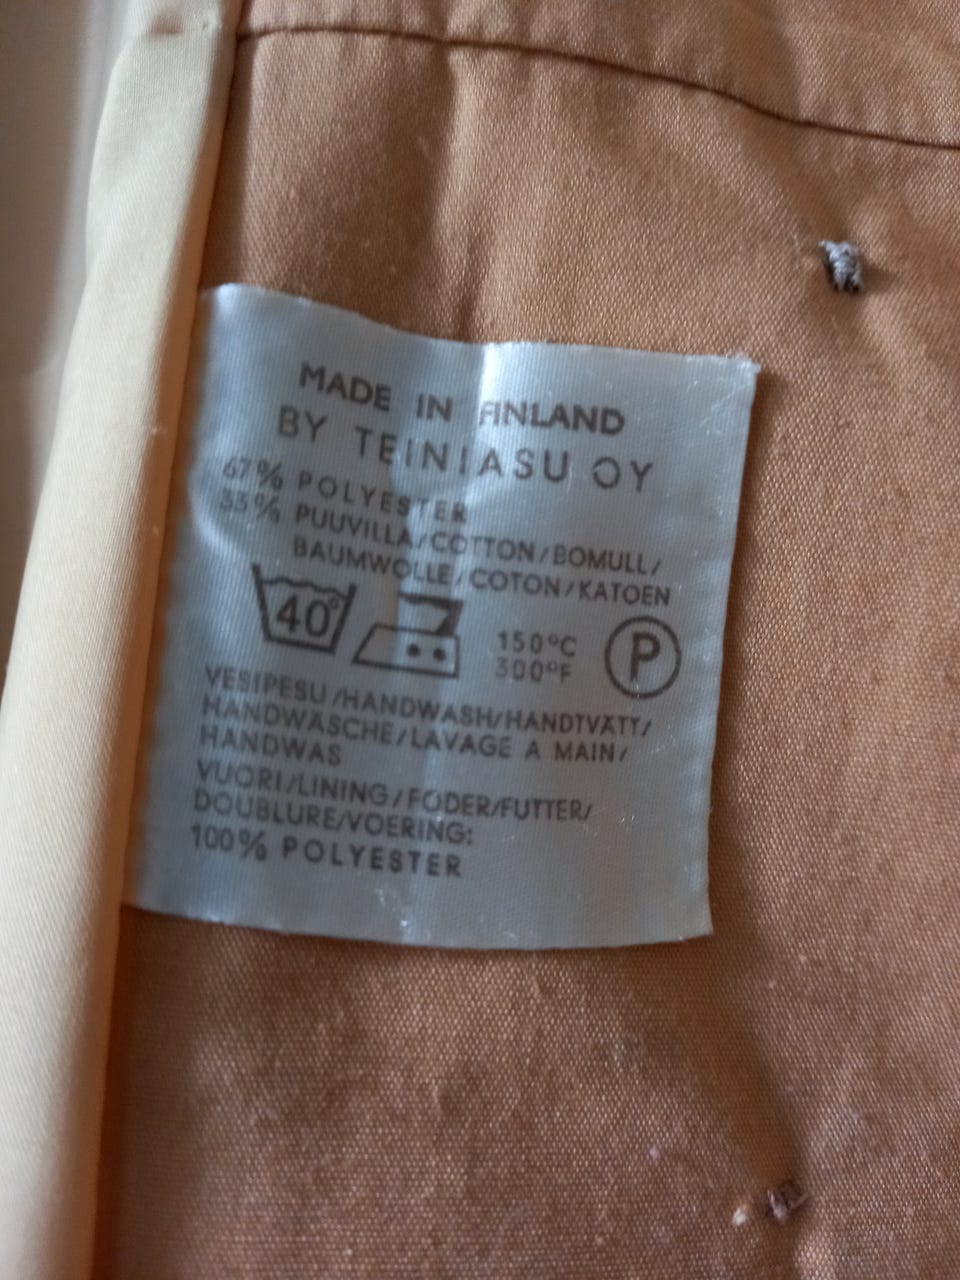 MADE IN FINLAND
BY TEINIASU OY
67% POLYESTER
33% PUUVILLA/COTTON/BOMULL/
BAUMWOLLE/COTON/KATOEN
40°
150°C
300°F
P
VESIPESU/HANDWASH/HANDTVÄTT/
HANDWÄSCHE/LAVAGE A MAIN/
HANDWAS
VUORI/LINING/FODER/FUTTER/
DOUBLURE/VOERING:
100% POLYESTER